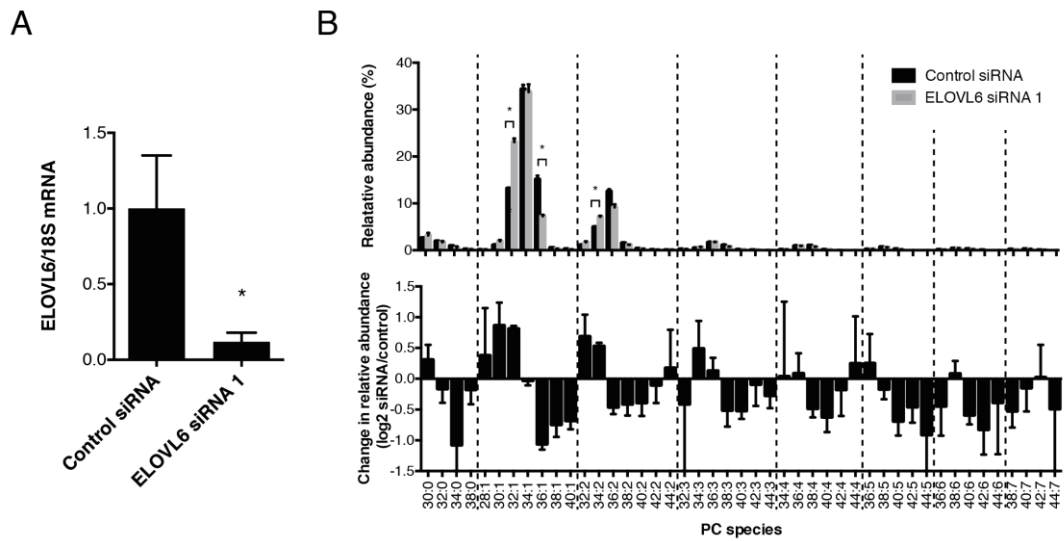 A
B
ELOVL6/18S mRNA
1.5
1.0
0.5
0.0
*
Control siRNA
ELOVL6 siRNA 1
Relatative abundance (%)
40
30
20
10
0
*
*
*
Control siRNA
ELOVL6 siRNA 1
Change in relative abundance
(log2 siRNA/control)
1.5
1.0
0.5
0.0
-0.5
-1.0
-1.5
30:0 32:0 34:0 38:0 28:1 30:1 32:1 34:1 36:1 38:1 40:1 32:2 34:2 36:2 38:2 40:2 42:2 44:2 32:3 34:3 36:3 38:3 40:3 42:3 44:3 34:4 36:4 38:4 40:4 42:4 44:4 36:5 38:5 40:5 42:5 44:5 36:6 38:6 40:6 42:6 44:6 38:7 40:7 42:7 44:7
PC species